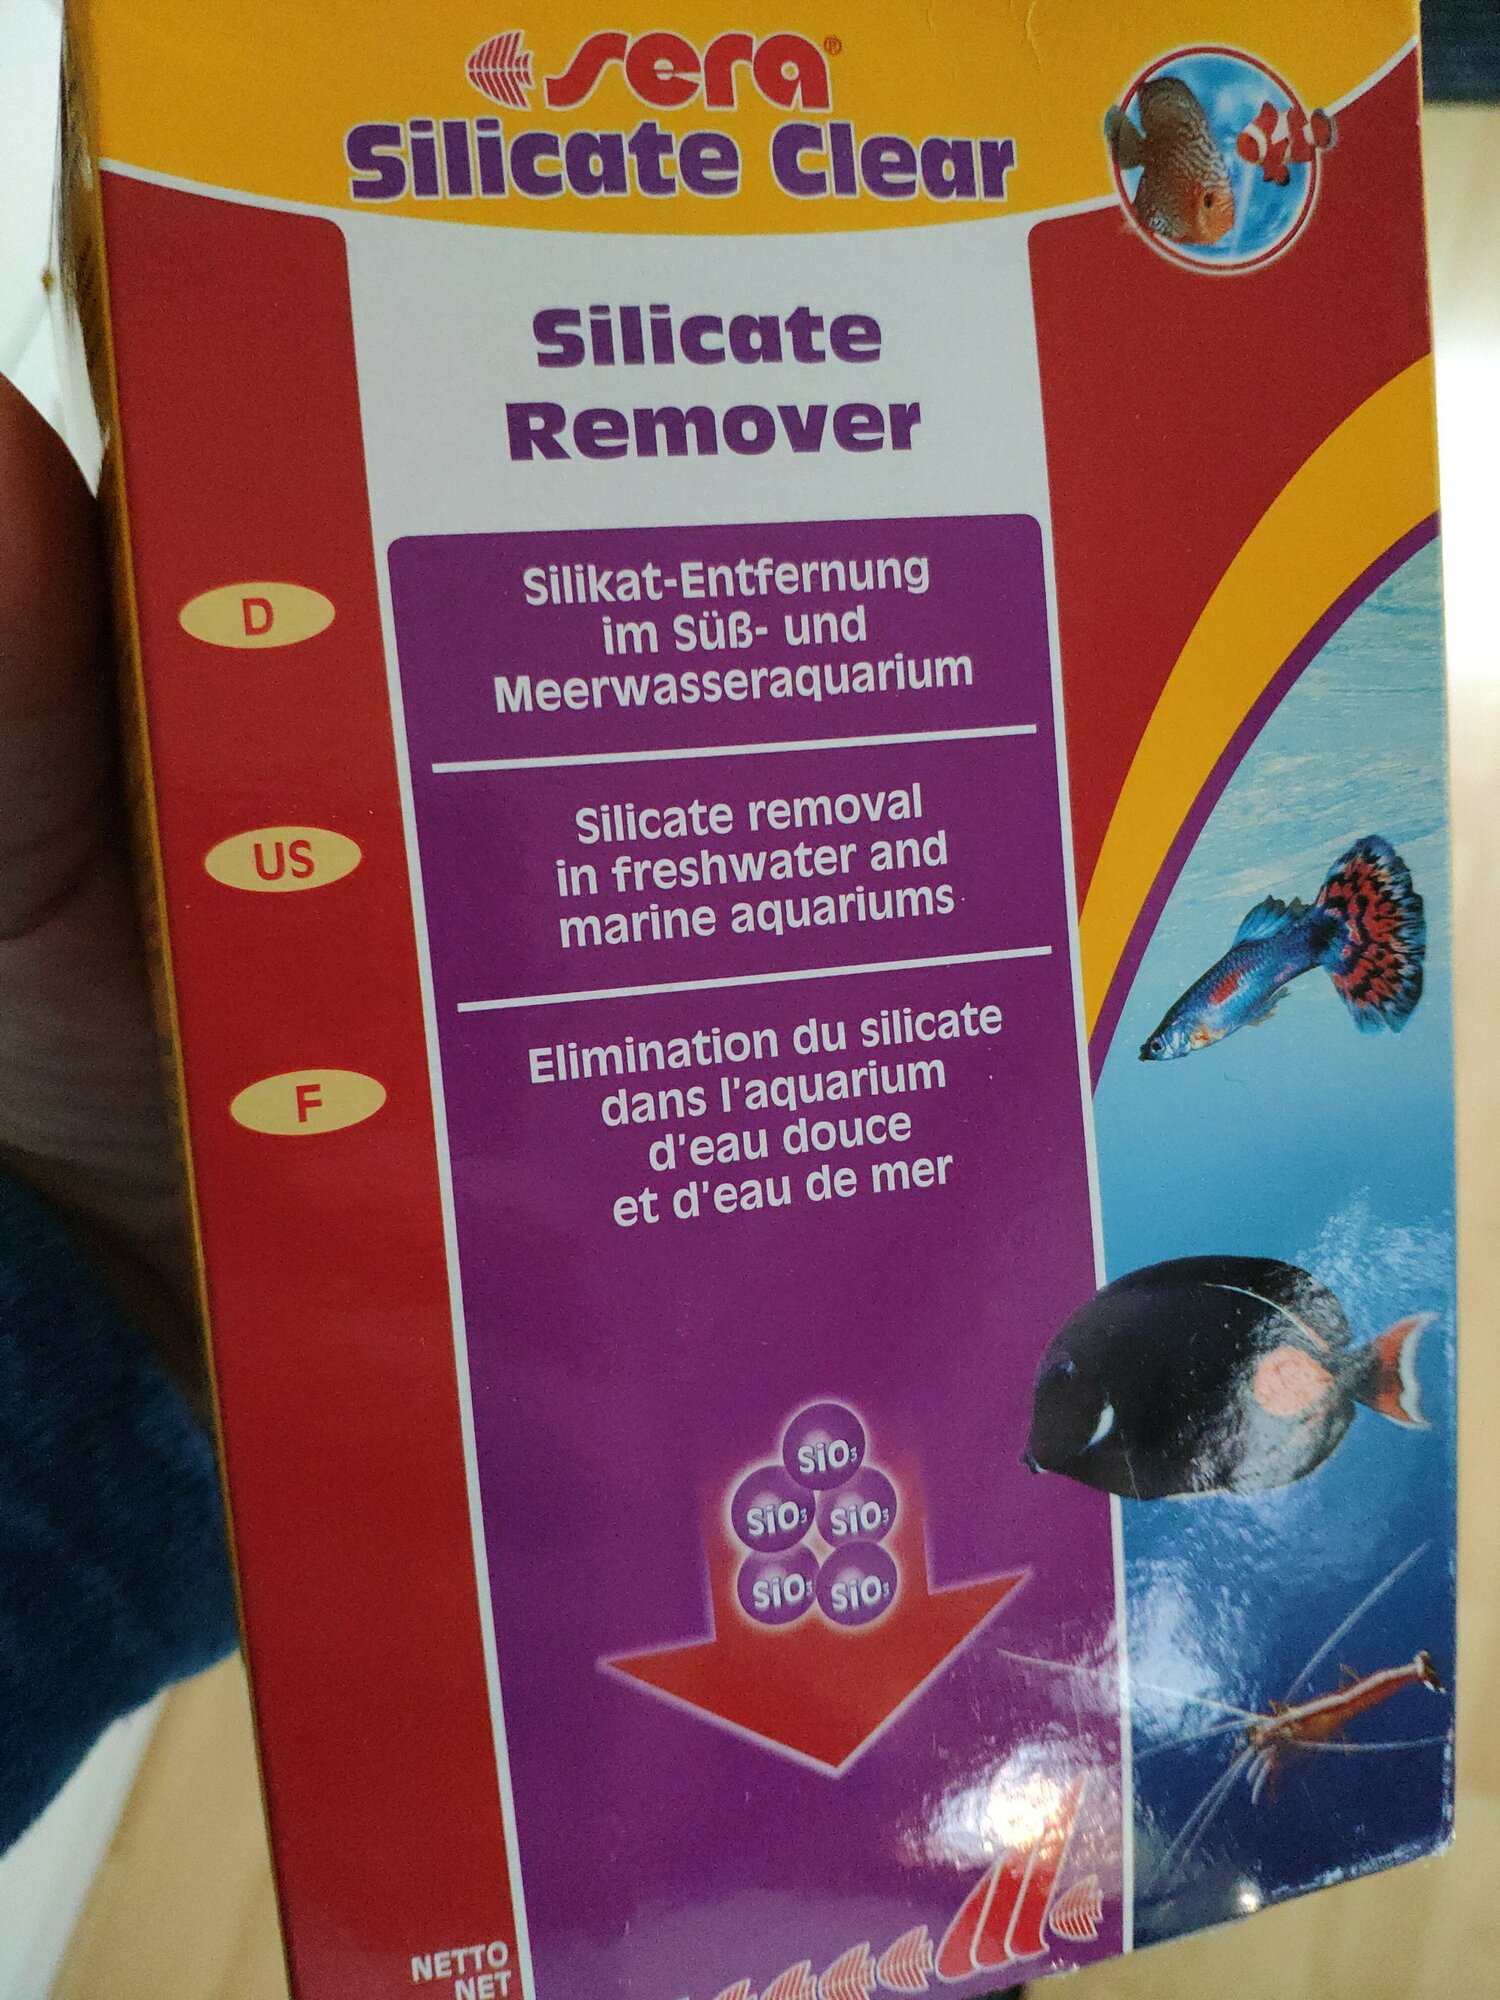 sera®
Silicate Clear
Silicate
Remover
D
Silikat-Entfernung
im Süß- und
Meerwasseraquarium
US
Silicate removal
in freshwater and
marine aquariums
F
Elimination du silicate
dans l'aquarium
d'eau douce
et d'eau de mer
SiO₃
SiO₃ SiO₃
SiO₃ SiO₃
NETTO
NET